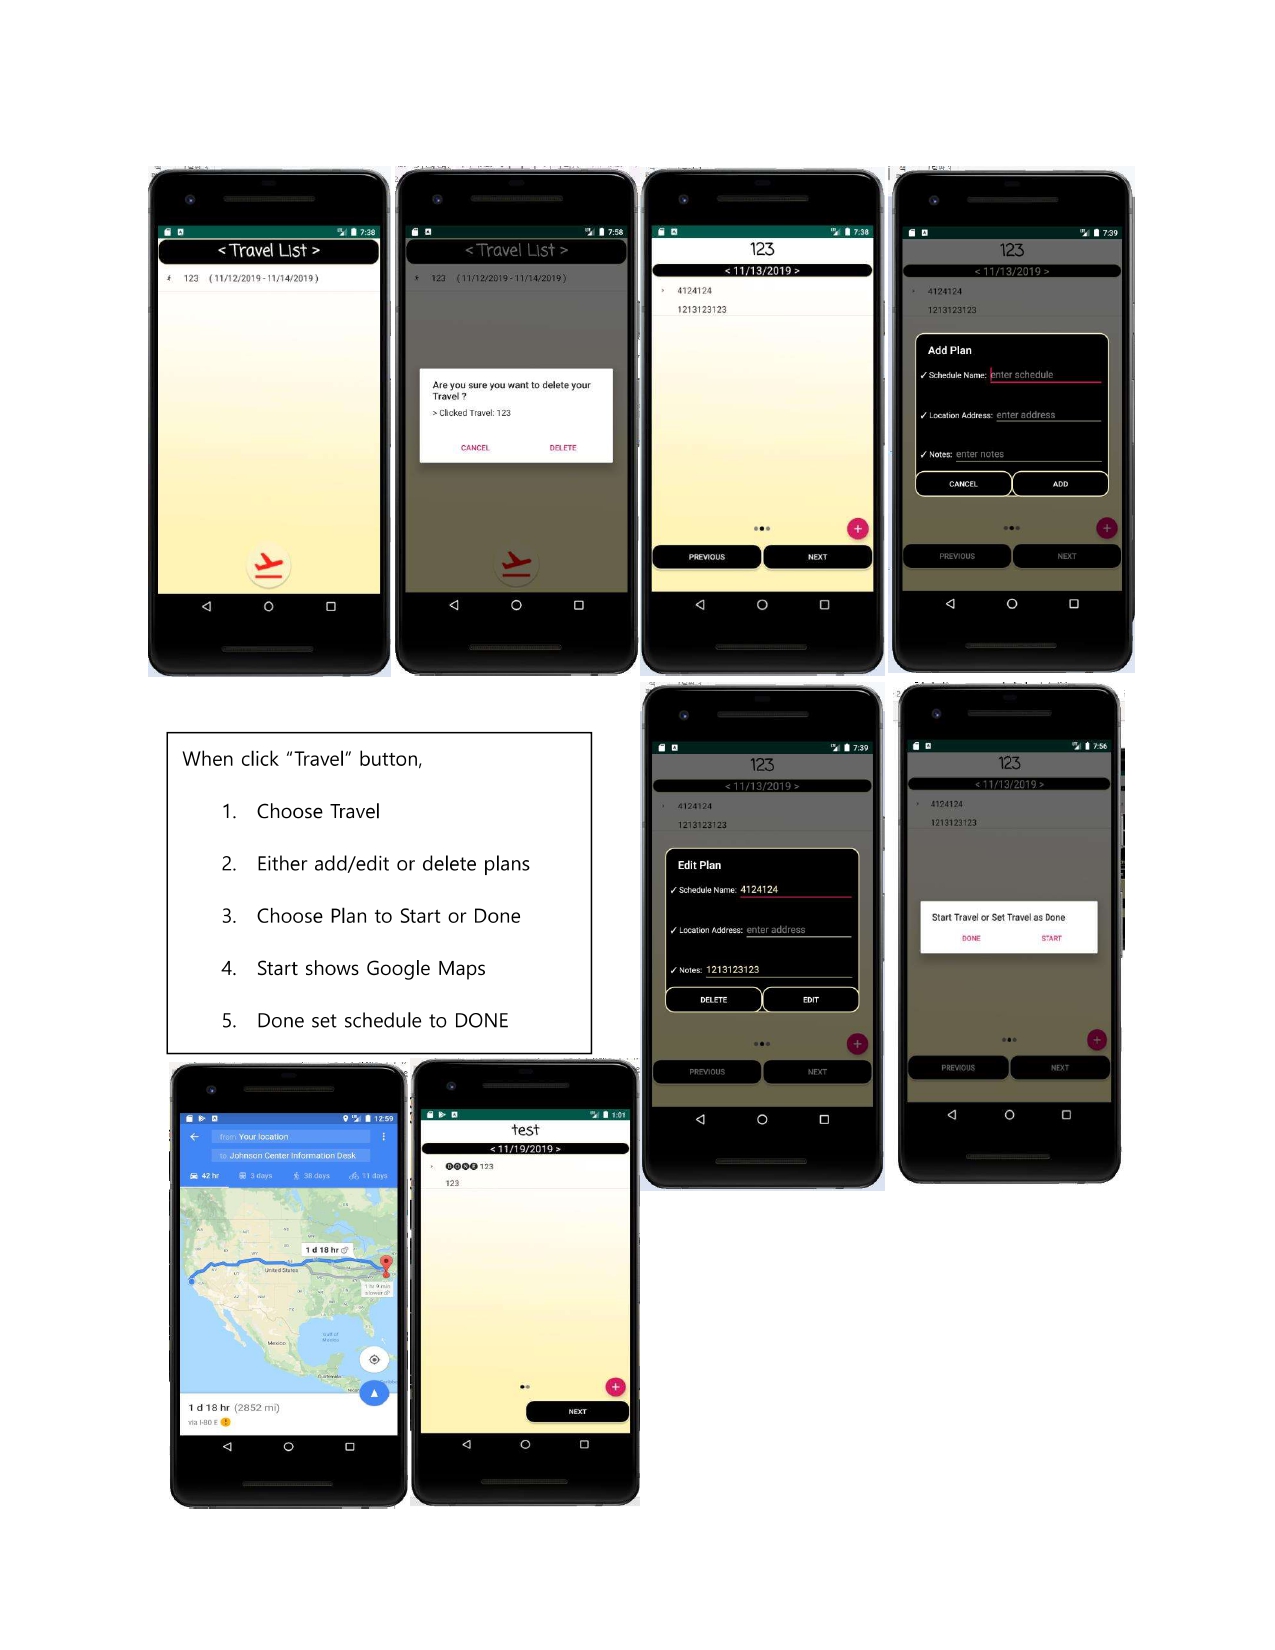 7:38
< Travel List >
123 ( 11/12/2019 - 11/14/2019 )
7:58
< Travel List >
123 ( 11/12/2019 - 11/14/2019 )
Are you sure you want to delete your
Travel ?
> Clicked Travel: 123
CANCEL DELETE
7:38
123
< 11/13/2019 >
4124124
1213123123
+
PREVIOUS NEXT
7:39
123
< 11/13/2019 >
4124124
1213123123
Add Plan
✓ Schedule Name: enter schedule
✓ Location Address: enter address
✓ Notes: enter notes
CANCEL ADD
+
PREVIOUS NEXT
When click “Travel” button,
1. Choose Travel
2. Either add/edit or delete plans
3. Choose Plan to Start or Done
4. Start shows Google Maps
5. Done set schedule to DONE
7:39
123
< 11/13/2019 >
4124124
1213123123
Edit Plan
✓ Schedule Name: 4124124
✓ Location Address: enter address
✓ Notes: 1213123123
DELETE EDIT
+
PREVIOUS NEXT
7:56
123
< 11/13/2019 >
4124124
1213123123
Start Travel or Set Travel as Done
DONE START
+
PREVIOUS NEXT
12:59
from Your location
to Johnson Center Information Desk
42 hr 3 days 38 days 11 days
1 d 18 hr
United States
Gulf of
Mexico
Mexico
Guatemala
1 d 18 hr (2852 mi)
via I-80 E
1:01
test
< 11/19/2019 >
🅓🅞🅝🅔 123
123
+
NEXT